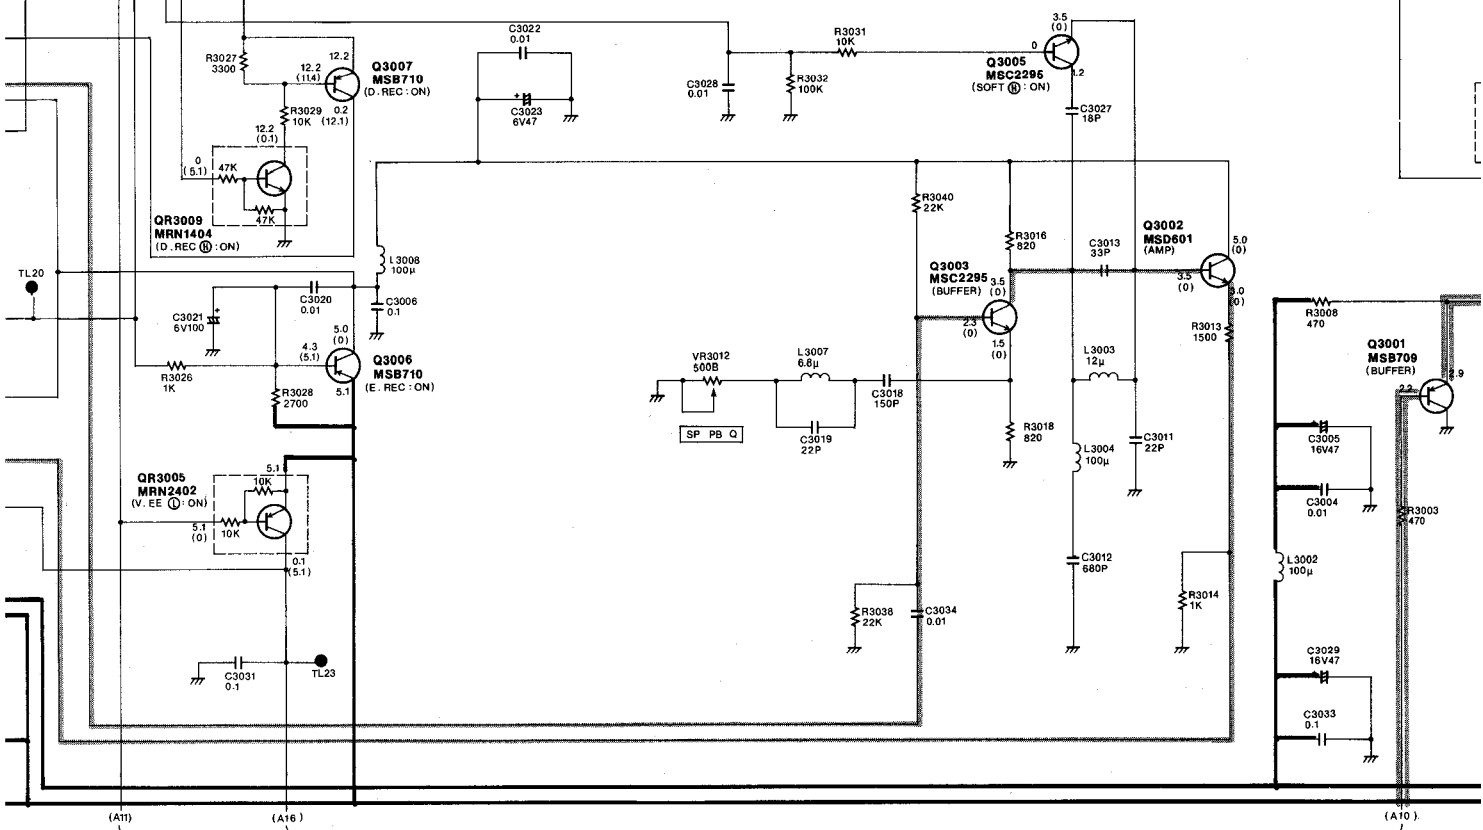 R3027
3300
12.2
12.2
(11.4)
Q3007
MSB710
(D.REC:ON)
R3029
10K
0.2
(12.1)
12.2
(0.1)
0
(5.1)
47K
47K
QR3009
MRN1404
(D.REC Ⓗ:ON)
C3022
0.01
C3023
6V47
C3028
0.01
R3032
100K
R3031
10K
3.5
(0)
0
Q3005
MSC2295
(SOFT Ⓗ:ON)
C3027
18P
TL20
L3008
100μ
C3021
6V100
C3020
0.01
C3006
0.1
5.0
(0)
4.3
(5.1)
Q3006
MSB710
(E.REC:ON)
5.1
R3026
1K
R3028
2700
R3040
22K
R3016
820
C3013
33P
Q3002
MSD601
(AMP)
5.0
(0)
3.5
(0)
3.0
(0)
Q3003
MSC2295
(BUFFER)
3.5
(0)
2.3
(0)
1.5
(0)
R3013
1500
VR3012
500B
SP PB Q
L3007
6.8μ
C3019
22P
C3018
150P
L3003
12μ
R3018
820
L3004
100μ
C3011
22P
C3012
680P
R3008
470
Q3001
MSB709
(BUFFER)
2.2
2.9
C3005
16V47
C3004
0.01
R3003
470
L3002
100μ
QR3005
MRN2402
(V.EE Ⓛ:ON)
5.1
10K
5.1
(0)
10K
0.1
(5.1)
C3031
0.1
TL23
R3038
22K
C3034
0.01
R3014
1K
C3029
16V47
C3033
0.1
(A11)
(A16)
(A10)